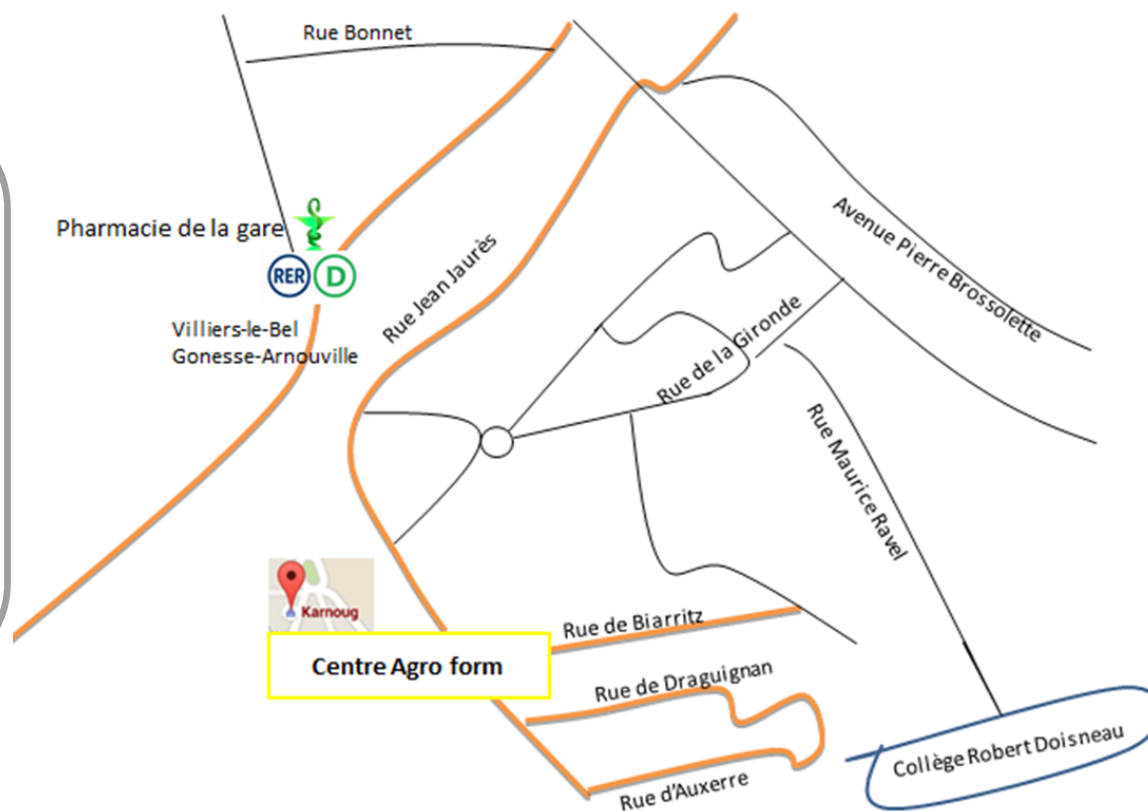 Rue Bonnet
Pharmacie de la gare
RER D
Villiers-le-Bel
Gonesse-Arnouville
Rue Jean Jaurès
Avenue Pierre Brossolette
Rue de la Gironde
Rue Maurice Ravel
Karnoug
Centre Agro form
Rue de Biarritz
Rue de Draguignan
Rue d'Auxerre
Collège Robert Doisneau